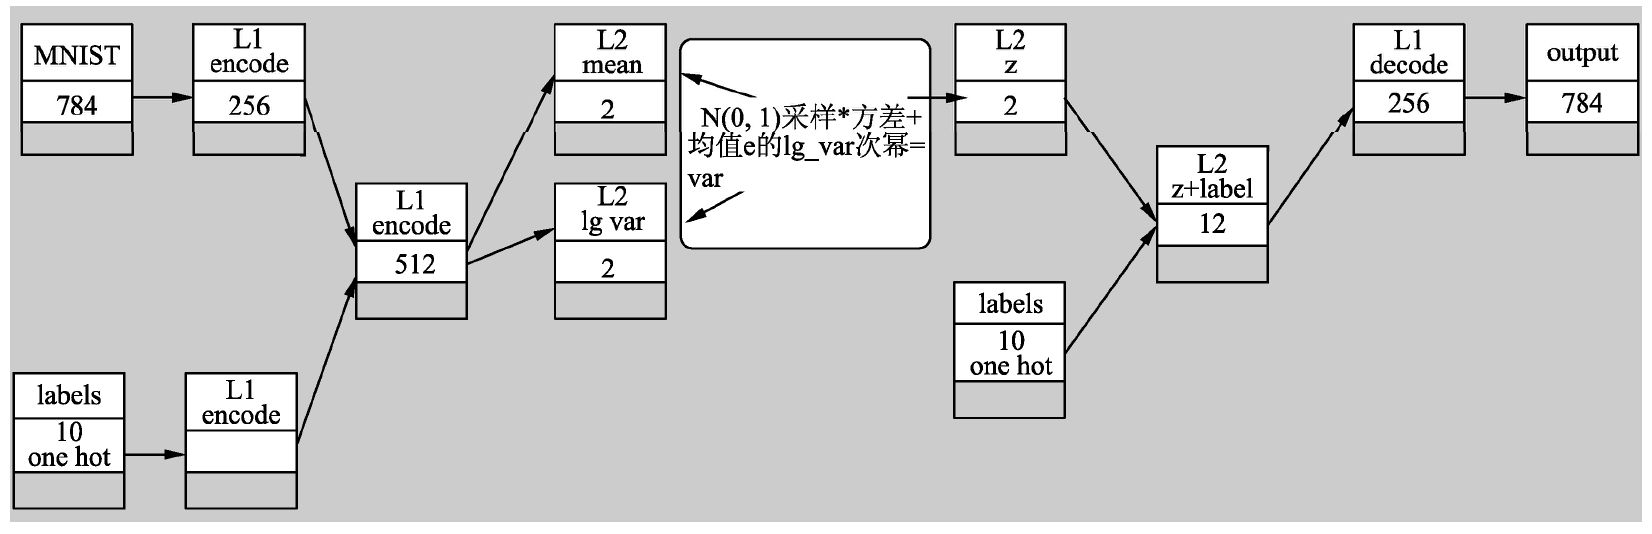 MNIST
784
L1
encode
256
labels
10
one hot
L1
encode
L1
encode
512
L2
mean
2
L2
lg var
2
N(0, 1)采样*方差+
均值e的lg_var次幂=
var
L2
z
2
labels
10
one hot
L2
z+label
12
L1
decode
256
output
784